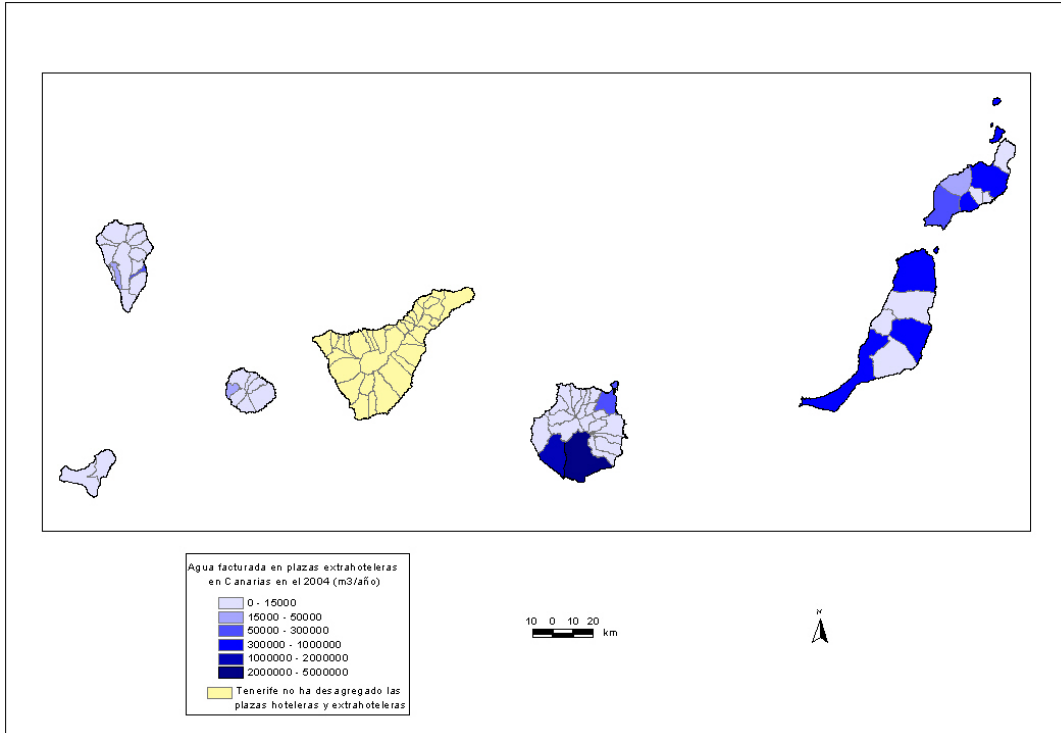 Agua facturada en plazas extrahoteleras
en Canarias en el 2004 (m3/año)
0 - 15000
15000 - 50000
50000 - 300000
300000 - 1000000
1000000 - 2000000
2000000 - 5000000
Tenerife no ha desagregado las
plazas hoteleras y extrahoteleras
10 0 10 20
km
N